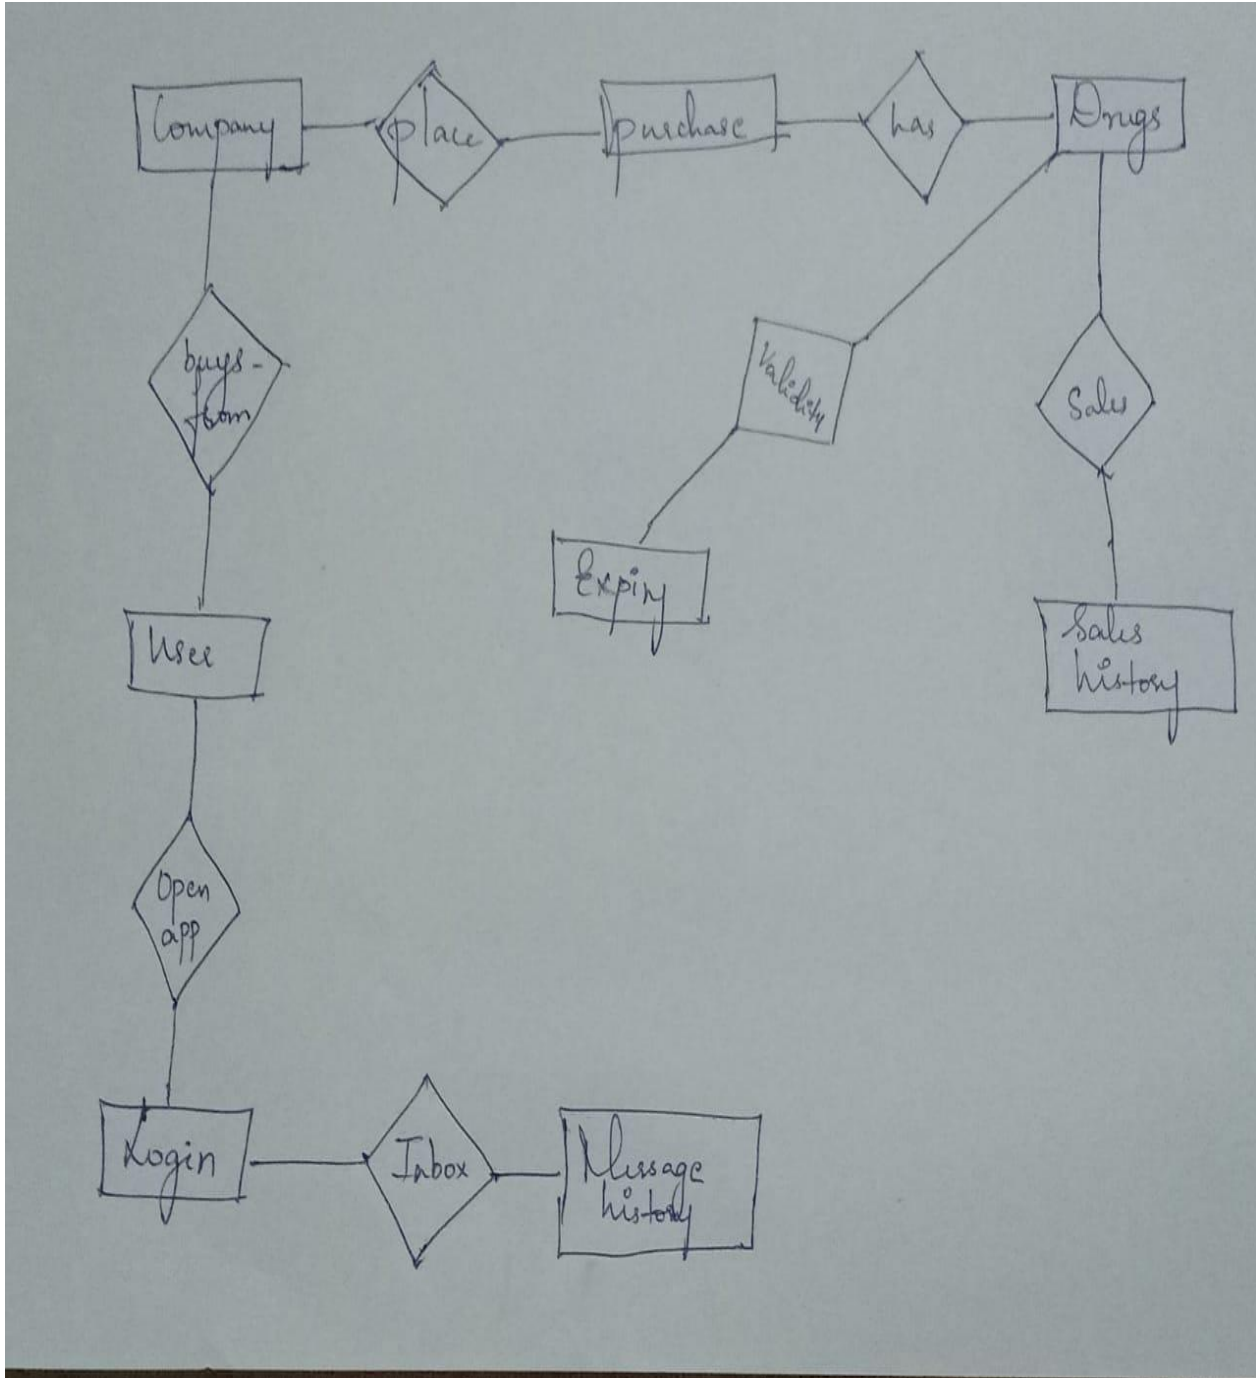 Company
place
purchase
has
Drugs
buys-
from
Validity
Sales
Expiry
User
Sales
history
Open
app
Login
Inbox
Message
history